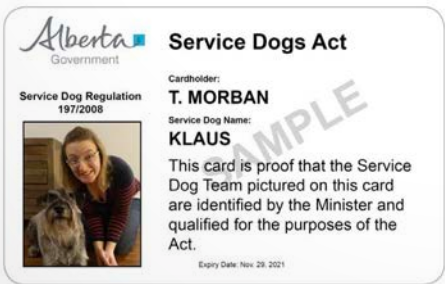 Alberta
Government
Service Dog Regulation
197/2008
Service Dogs Act
Cardholder:
T. MORBAN
Service Dog Name:
KLAUS
SAMPLE
This card is proof that the Service
Dog Team pictured on this card
are identified by the Minister and
qualified for the purposes of the
Act.
Expiry Date: Nov. 29, 2021